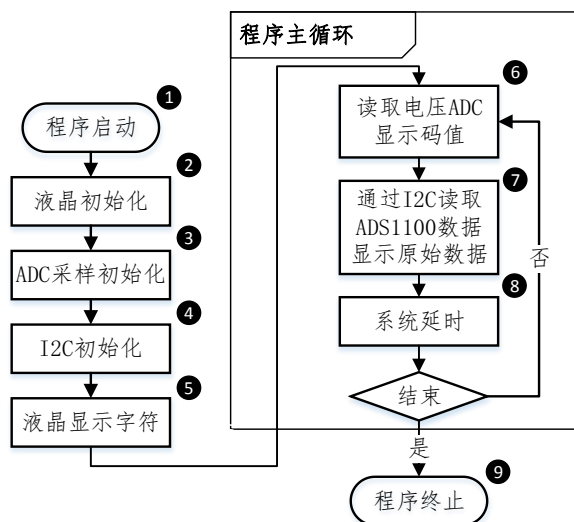 程序主循环
1
程序启动
2
液晶初始化
3
ADC采样初始化
4
I2C初始化
5
液晶显示字符
6
读取电压ADC
显示码值
7
通过I2C读取
ADS1100数据
显示原始数据
8
系统延时
结束
否
是
9
程序终止